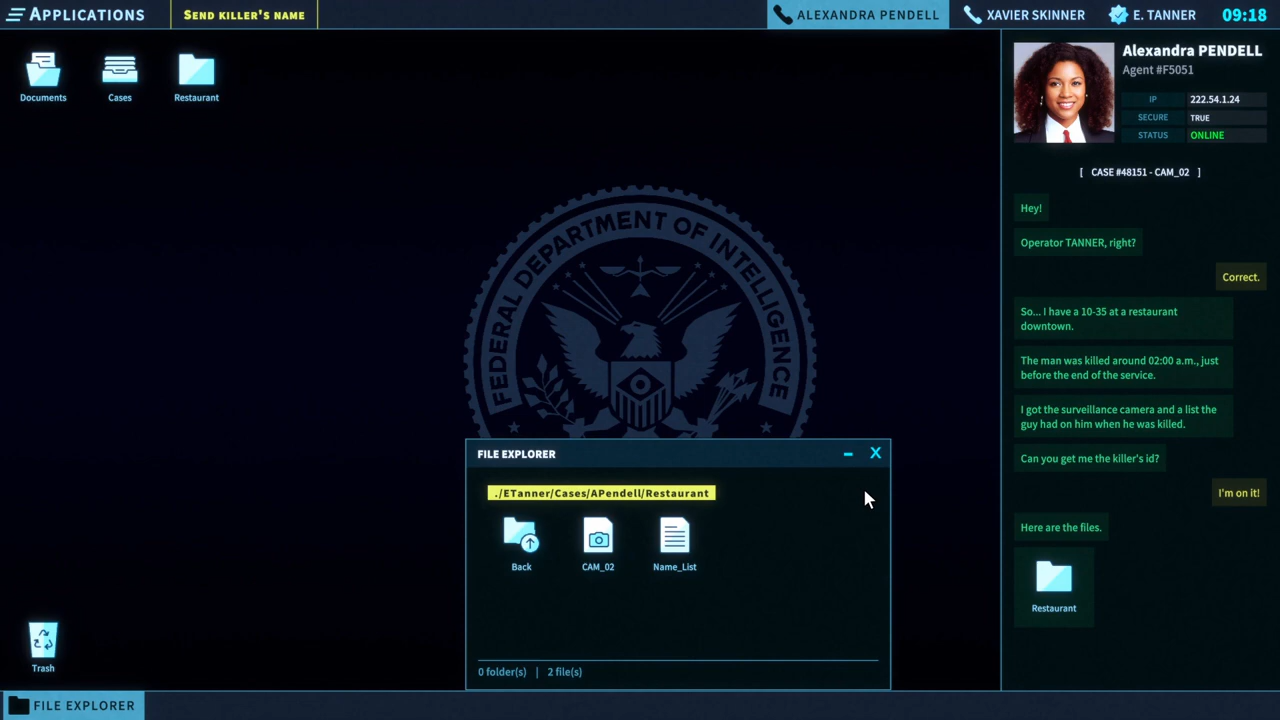 APPLICATIONS
SEND KILLER'S NAME
ALEXANDRA PENDELL
XAVIER SKINNER
E. TANNER
09:18
Documents
Cases
Restaurant
Alexandra PENDELL
Agent #F5051
IP 222.54.1.24
SECURE TRUE
STATUS ONLINE
[ CASE #48151 - CAM_02 ]
Hey!
Operator TANNER, right?
Correct.
So... I have a 10-35 at a restaurant
downtown.
The man was killed around 02:00 a.m., just
before the end of the service.
I got the surveillance camera and a list the
guy had on him when he was killed.
Can you get me the killer's id?
I'm on it!
Here are the files.
Restaurant
FEDERAL DEPARTMENT OF INTELLIGENCE
FILE EXPLORER
./ETanner/Cases/APendell/Restaurant
Back
CAM_02
Name_List
0 folder(s) | 2 file(s)
Trash
FILE EXPLORER